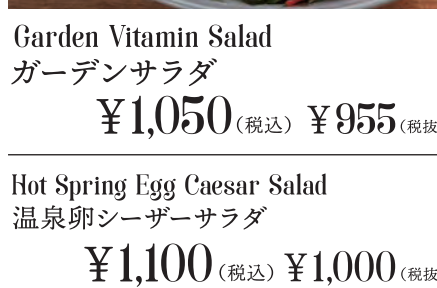 Garden Vitamin Salad
ガーデンサラダ
¥1,050（税込） ¥955（税抜
Hot Spring Egg Caesar Salad
温泉卵シーザーサラダ
¥1,100（税込） ¥1,000（税抜